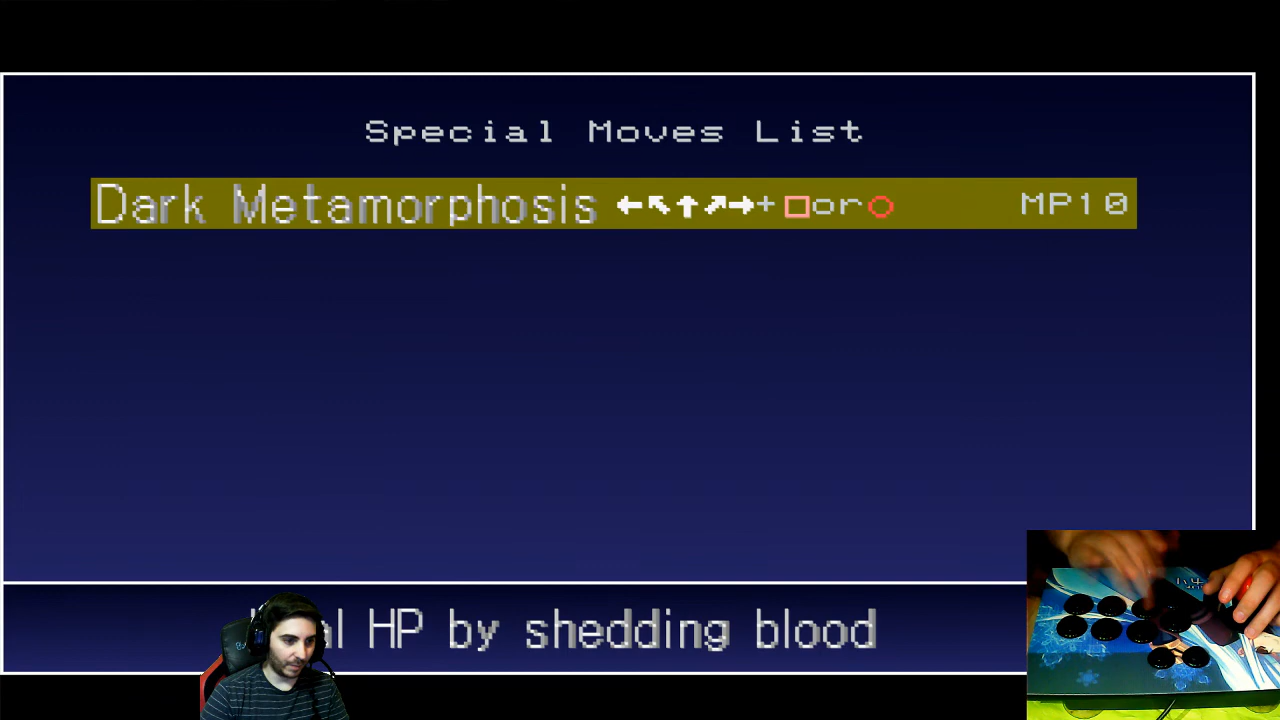 Special Moves List
Dark Metamorphosis ←↖↑↗→+□or○ MP10
HP by shedding blood